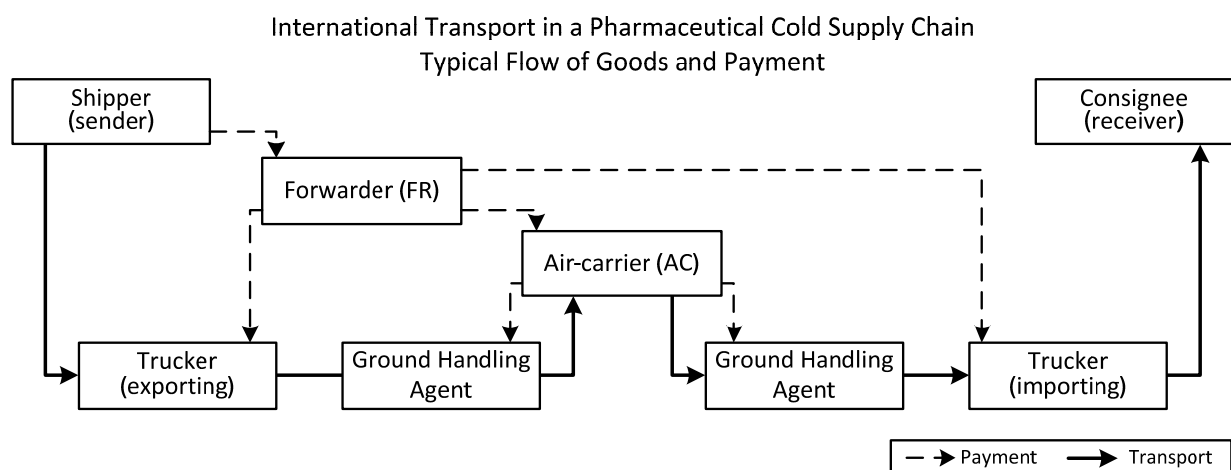 International Transport in a Pharmaceutical Cold Supply Chain
Typical Flow of Goods and Payment
Shipper
(sender)
Consignee
(receiver)
Forwarder (FR)
Air-carrier (AC)
Trucker
(exporting)
Ground Handling
Agent
Ground Handling
Agent
Trucker
(importing)
Payment
Transport